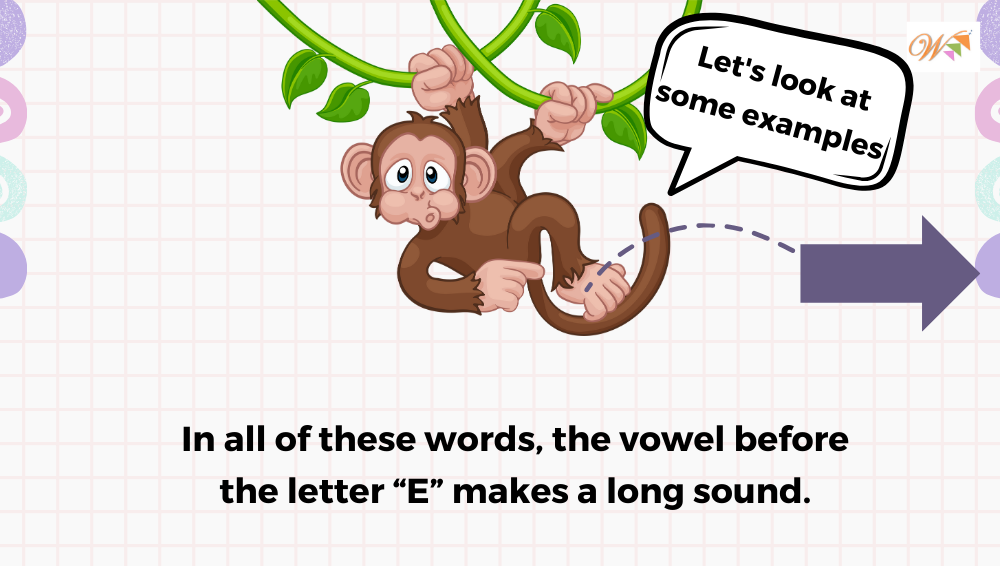 Let's look at
some examples
W
In all of these words, the vowel before
the letter “E” makes a long sound.